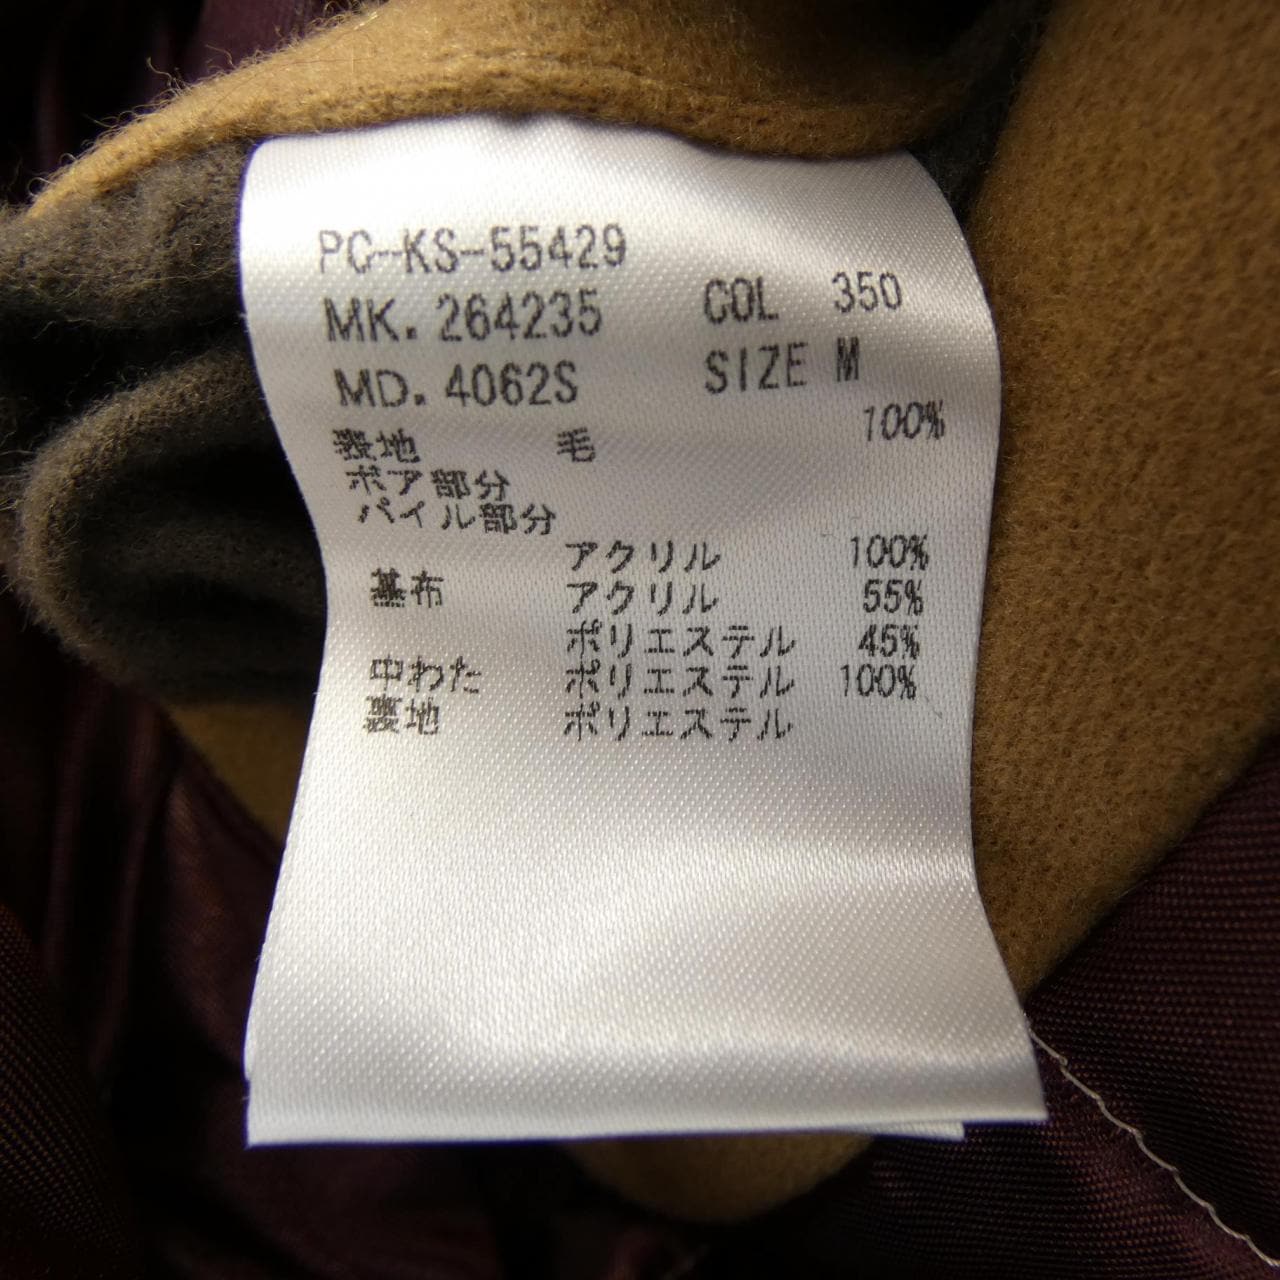 PC-KS-55429
MK. 264235 COL 350
MD. 4062S SIZE M
表地 毛 100%
ボア部分
パイル部分
アクリル 100%
基布 アクリル 55%
ポリエステル 45%
中わた ポリエステル 100%
裏地 ポリエステル